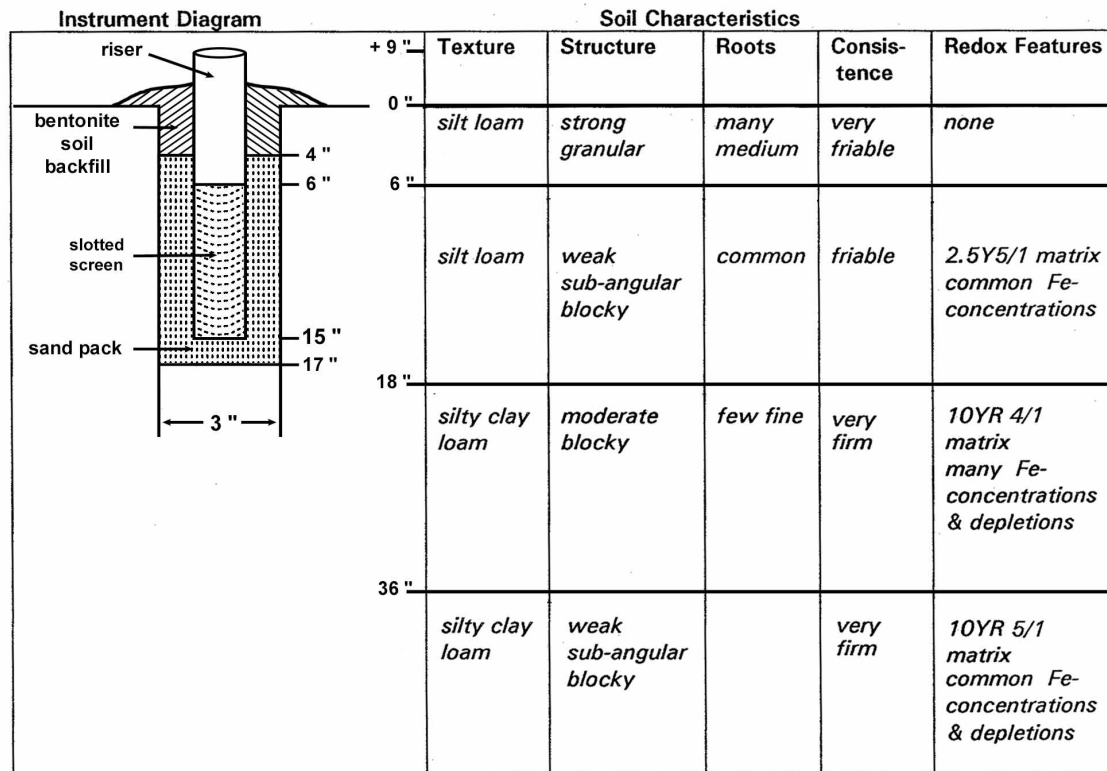 Instrument Diagram
riser
bentonite
soil
backfill
4 "
6 "
slotted
screen
15 "
sand pack
17 "
3 "
Soil Characteristics
+ 9 "
0 "
6 "
18 "
36 "
Texture Structure Roots Consis-
tence Redox Features
silt loam strong
granular many
medium very
friable none
silt loam weak
sub-angular
blocky common friable 2.5Y5/1 matrix
common Fe-
concentrations
silty clay
loam moderate
blocky few fine very
firm 10YR 4/1
matrix
many Fe-
concentrations
& depletions
silty clay
loam weak
sub-angular
blocky very
firm 10YR 5/1
matrix
common Fe-
concentrations
& depletions